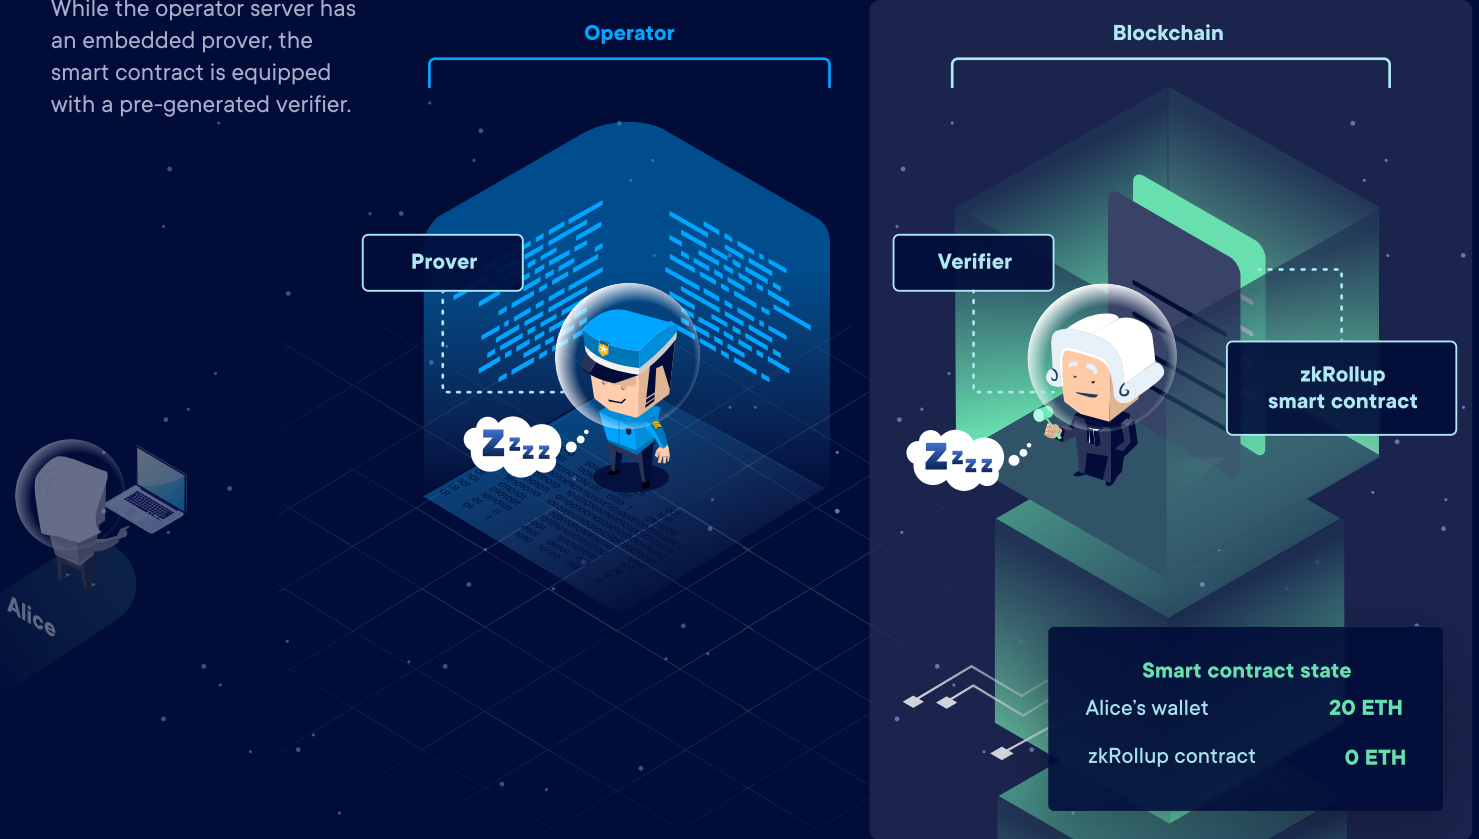 While the operator server has
an embedded prover, the
smart contract is equipped
with a pre-generated verifier.
Operator
Blockchain
Prover
Verifier
zkRollup
smart contract
Zzzz
Zzzz
Alice
Smart contract state
Alice's wallet 20 ETH
zkRollup contract 0 ETH